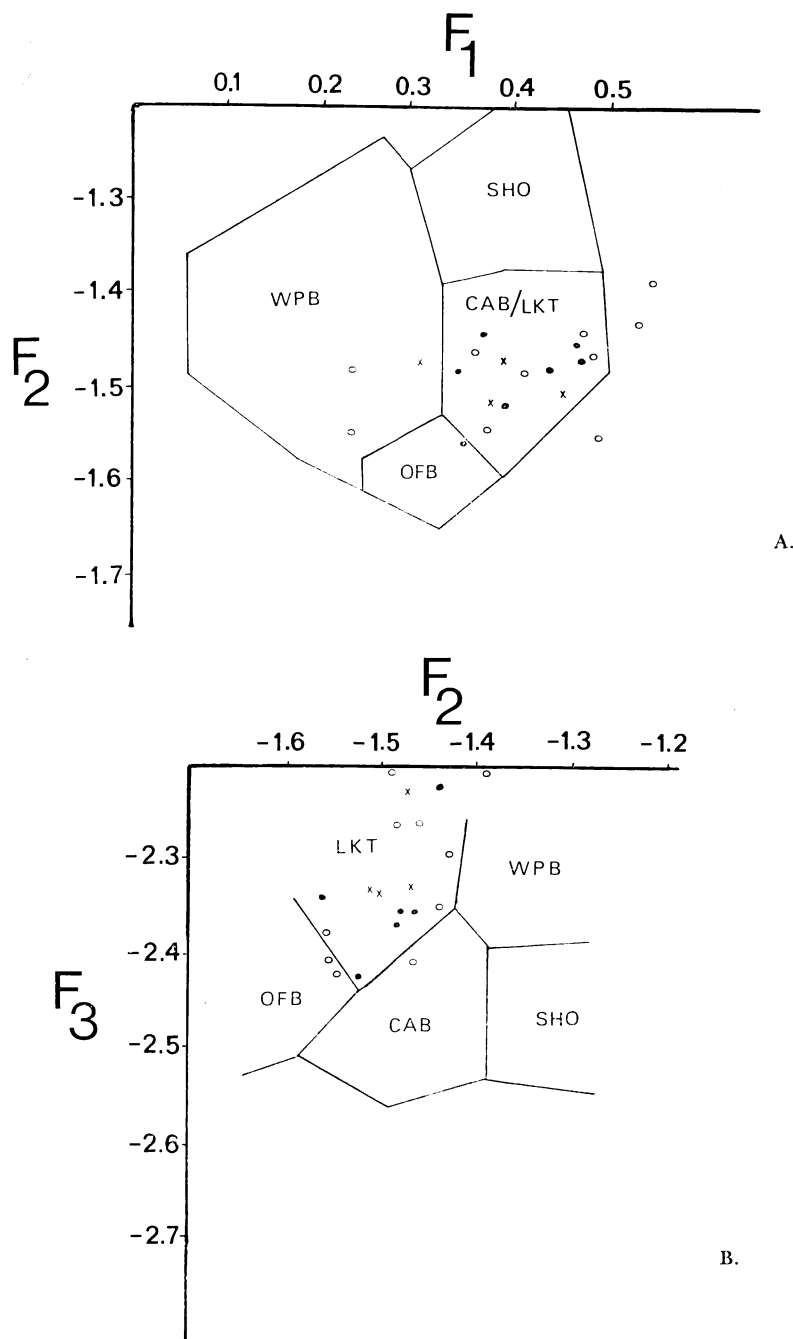 F1
0.1 0.2 0.3 0.4 0.5
SHO
-1.3
-1.4
WPB
CAB/LKT
F2
-1.5
OFB
-1.6
A.
-1.7
F2
-1.6 -1.5 -1.4 -1.3 -1.2
LKT
-2.3
WPB
-2.4
F3
OFB
CAB
SHO
-2.5
-2.6
-2.7
B.